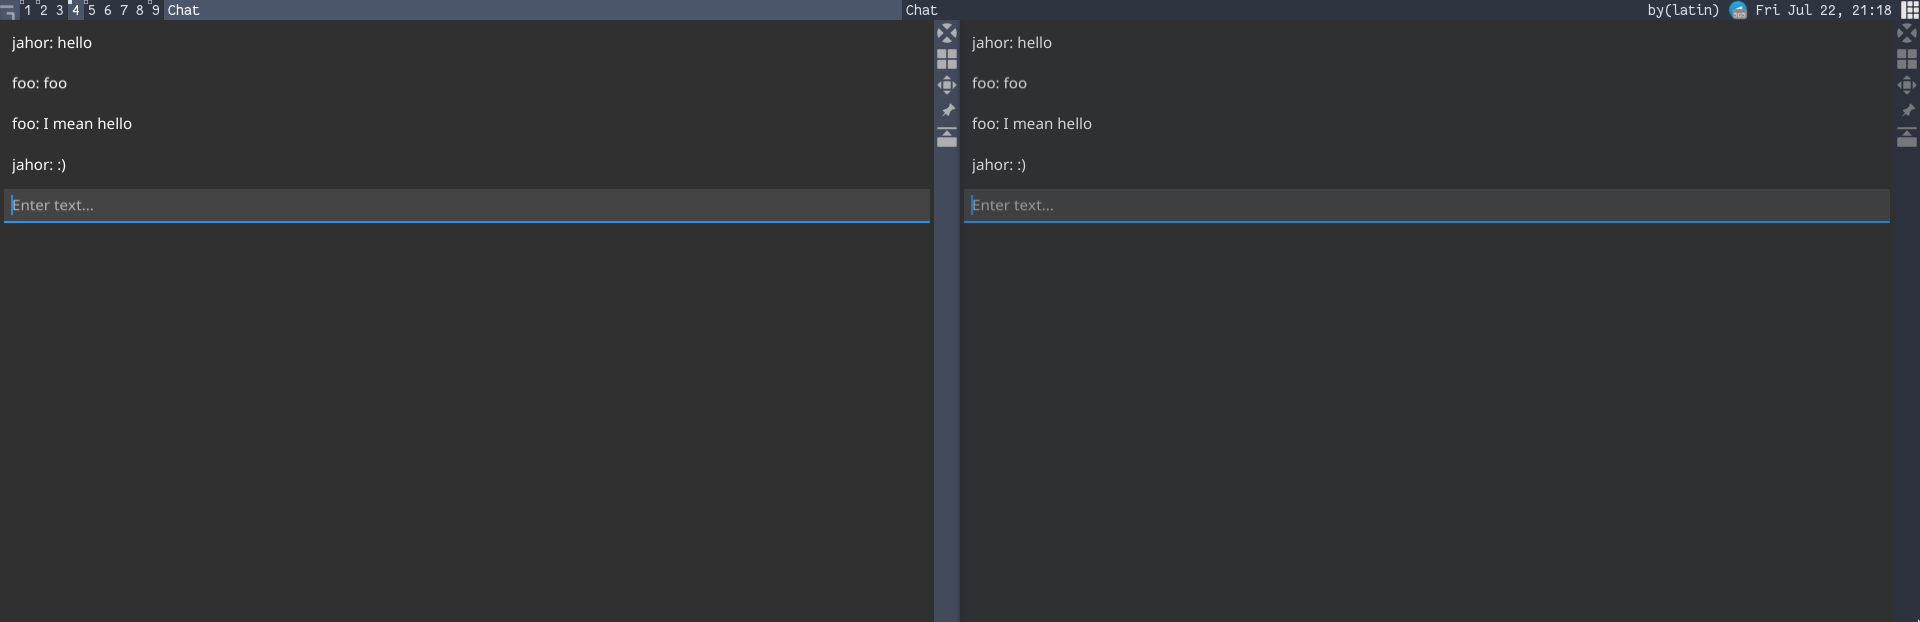 1 2 3 4 5 6 7 8 9 Chat Chat by(latin) Fri Jul 22, 21:18
jahor: hello
foo: foo
foo: I mean hello
jahor: :)
Enter text...
jahor: hello
foo: foo
foo: I mean hello
jahor: :)
Enter text...